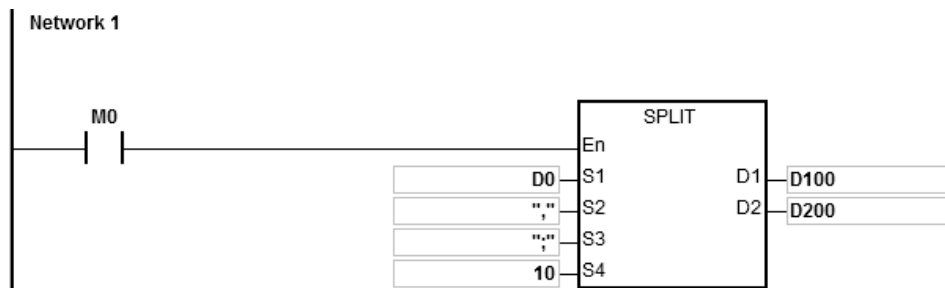 Network 1
M0
SPLIT
En
D0 S1 D1 D100
"," S2 D2 D200
";" S3
10 S4